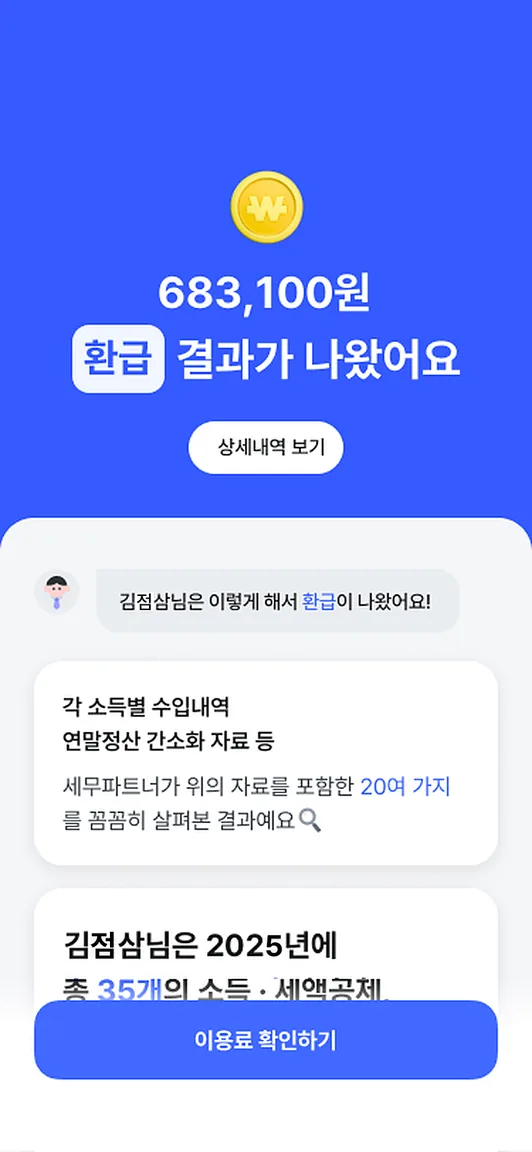 683,100원
환급 결과가 나왔어요
상세내역 보기
김점삼님은 이렇게 해서 환급이 나왔어요!
각 소득별 수입내역
연말정산 간소화 자료 등
세무파트너가 위의 자료를 포함한 20여 가지
를 꼼꼼히 살펴본 결과예요
김점삼님은 2025년에
총 35개의 소득 · 세액공제,
이용료 확인하기